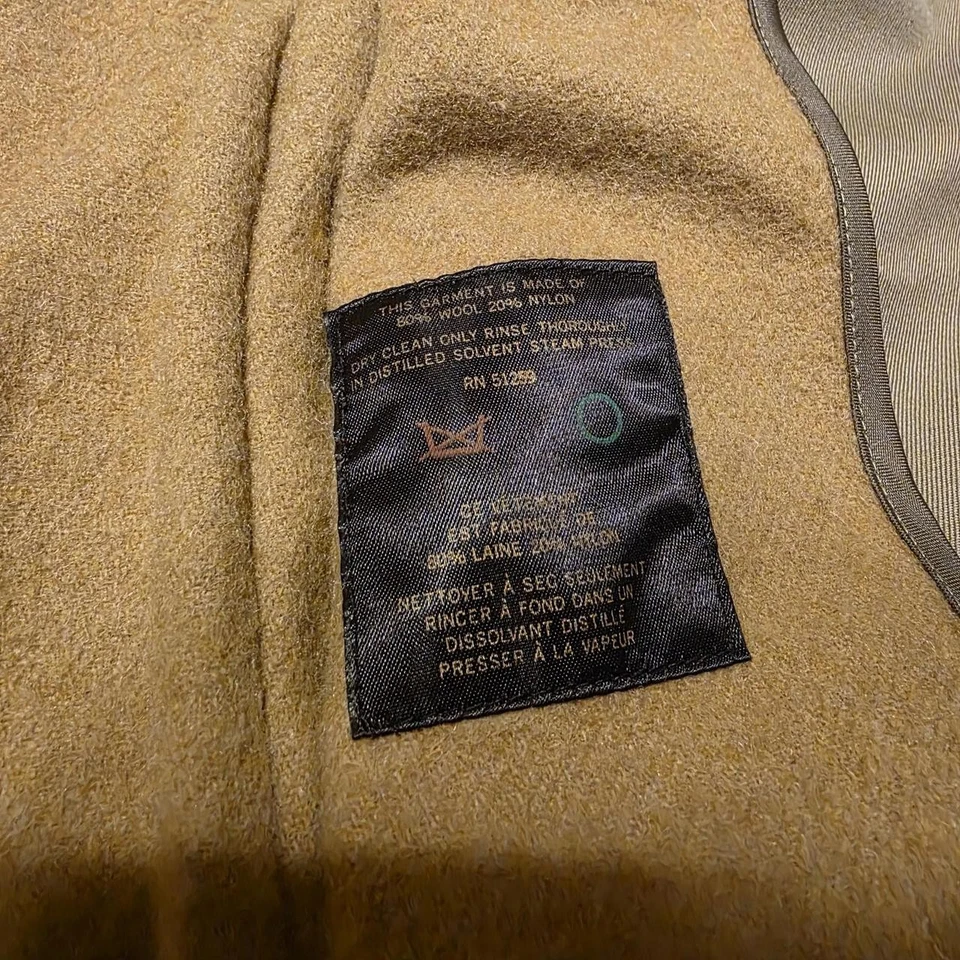 THIS GARMENT IS MADE OF
80% WOOL 20% NYLON
DRY CLEAN ONLY RINSE THOROUGHLY
IN DISTILLED SOLVENT STEAM PRESS
RN 51259
CE VÊTEMENT
EST FABRIQUÉ DE
80% LAINE 20% NYLON
NETTOYER À SEC SEULEMENT
RINCER À FOND DANS UN
DISSOLVANT DISTILLÉ
PRESSER À LA VAPEUR